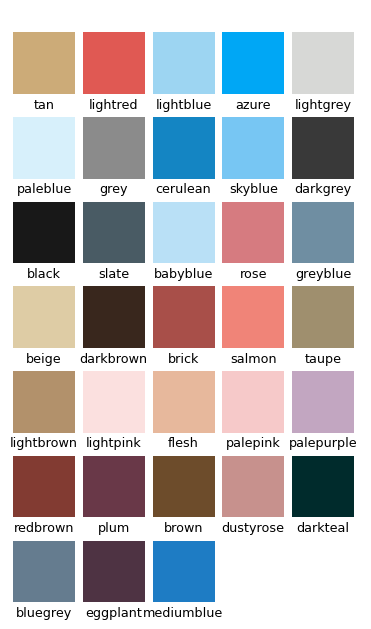 tan lightred lightblue azure lightgrey
paleblue grey cerulean skyblue darkgrey
black slate babyblue rose greyblue
beige darkbrown brick salmon taupe
lightbrown lightpink flesh palepink palepurple
redbrown plum brown dustyrose darkteal
bluegrey eggplant mediumblue